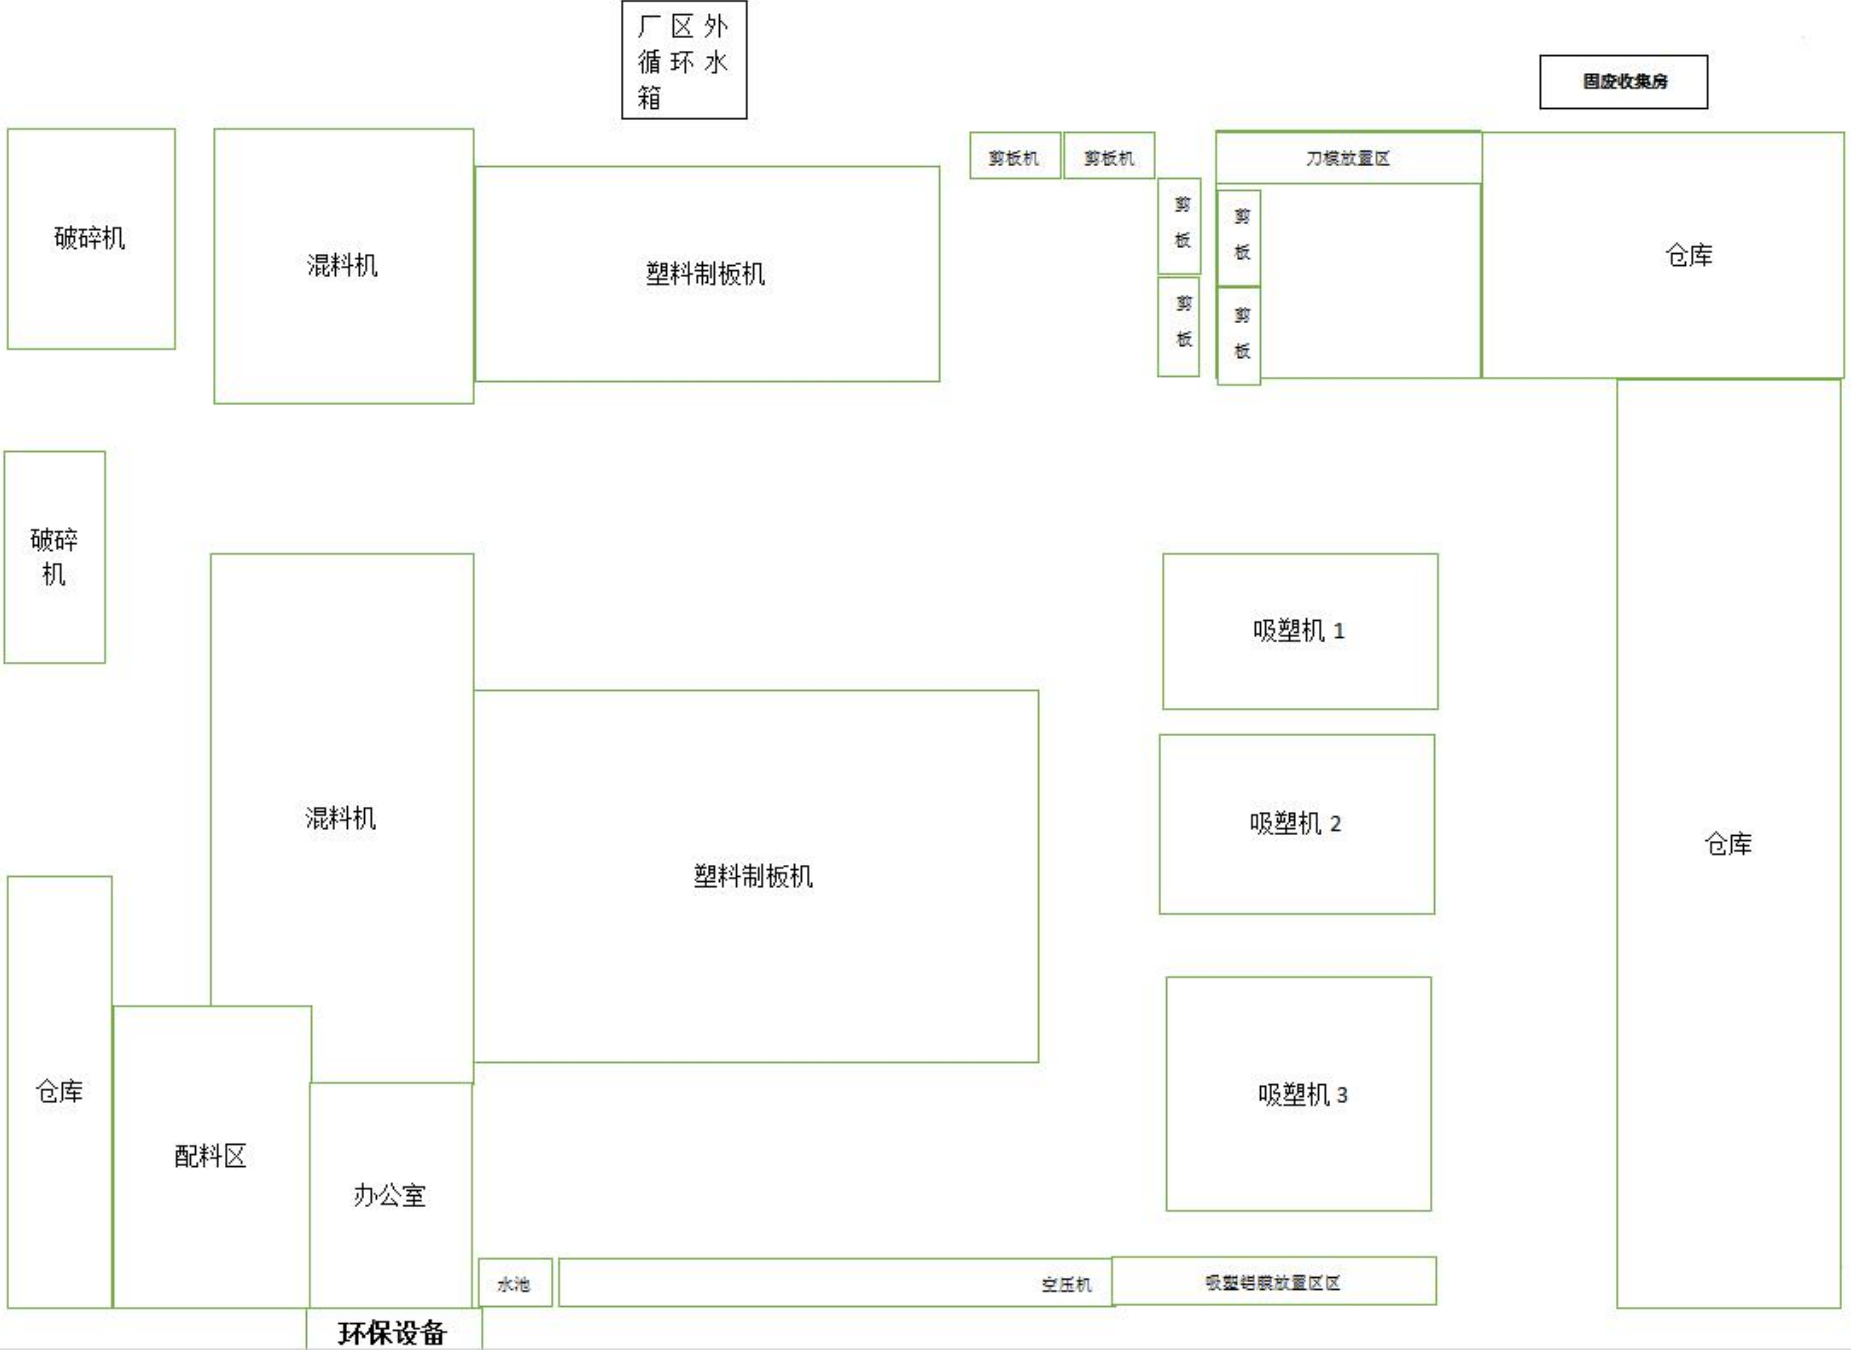 厂区外
循环水
箱
固废收集房
剪板机
剪板机
刀模放置区
破碎机
混料机
塑料制板机
剪
板
剪
板
剪
板
剪
板
仓库
破碎
机
吸塑机 1
混料机
塑料制板机
吸塑机 2
仓库
仓库
配料区
办公室
吸塑机 3
水池
空压机
吸塑铝膜放置区区
环保设备